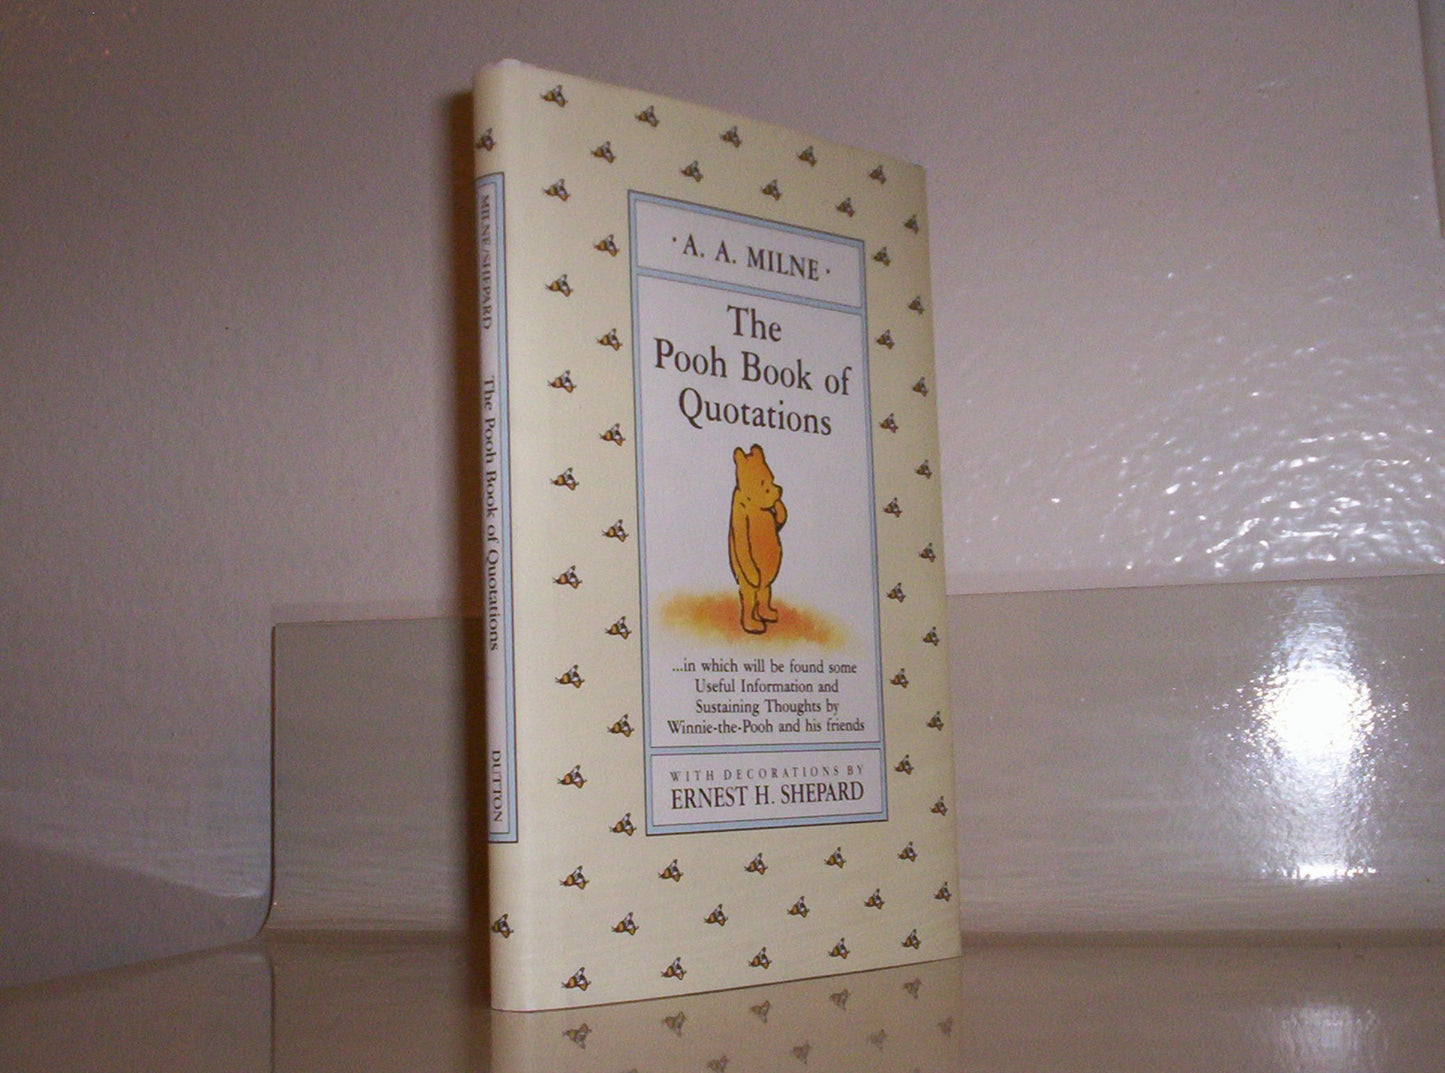 MILNE/SHEPARD
The Pooh Book of Quotations
DUTTON
· A. A. MILNE ·
The
Pooh Book of
Quotations
...in which will be found some
Useful Information and
Sustaining Thoughts by
Winnie-the-Pooh and his friends
WITH DECORATIONS BY
ERNEST H. SHEPARD